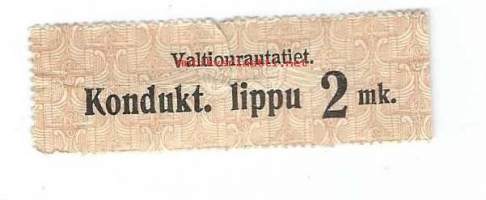 Valtionrautatiet.
Kondukt. lippu 2 mk.